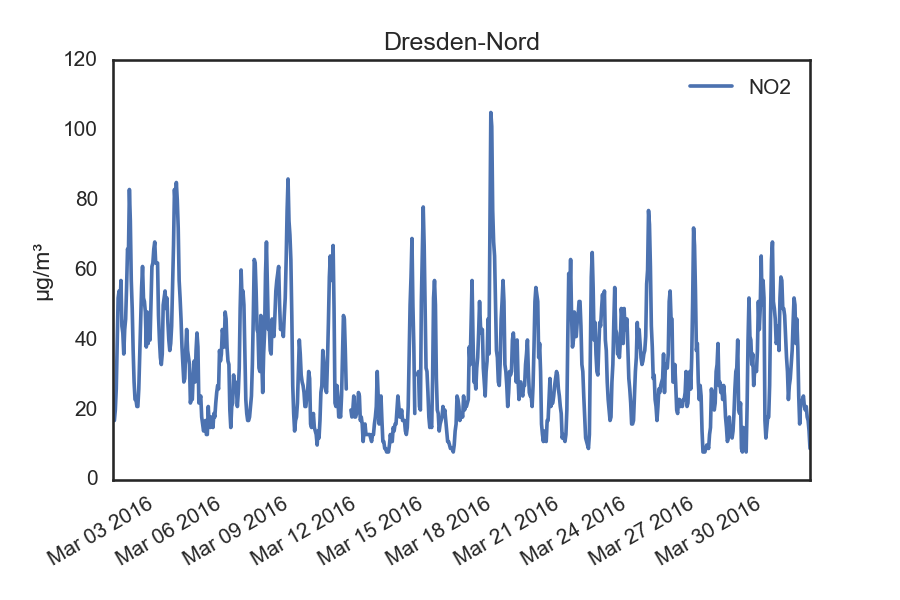 Dresden-Nord
120
100
80
60
40
20
0
µg/m³
NO2
Mar 03 2016
Mar 06 2016
Mar 09 2016
Mar 12 2016
Mar 15 2016
Mar 18 2016
Mar 21 2016
Mar 24 2016
Mar 27 2016
Mar 30 2016